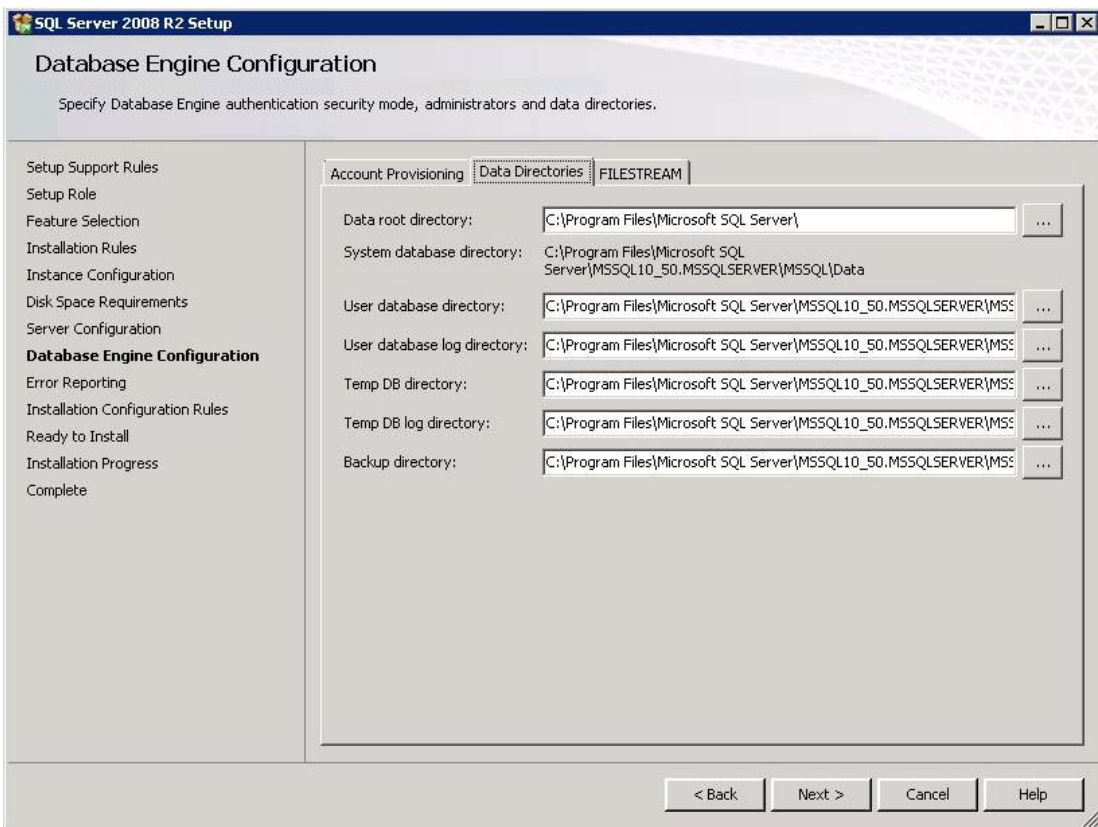 SQL Server 2008 R2 Setup
Database Engine Configuration
Specify Database Engine authentication security mode, administrators and data directories.
Setup Support Rules
Setup Role
Feature Selection
Installation Rules
Instance Configuration
Disk Space Requirements
Server Configuration
Database Engine Configuration
Error Reporting
Installation Configuration Rules
Ready to Install
Installation Progress
Complete
Account Provisioning Data Directories FILESTREAM
Data root directory: C:\Program Files\Microsoft SQL Server\ ...
System database directory: C:\Program Files\Microsoft SQL
Server\MSSQL10_50.MSSQLSERVER\MSSQL\Data
User database directory: C:\Program Files\Microsoft SQL Server\MSSQL10_50.MSSQLSERVER\MSS ...
User database log directory: C:\Program Files\Microsoft SQL Server\MSSQL10_50.MSSQLSERVER\MSS ...
Temp DB directory: C:\Program Files\Microsoft SQL Server\MSSQL10_50.MSSQLSERVER\MSS ...
Temp DB log directory: C:\Program Files\Microsoft SQL Server\MSSQL10_50.MSSQLSERVER\MSS ...
Backup directory: C:\Program Files\Microsoft SQL Server\MSSQL10_50.MSSQLSERVER\MSS ...
< Back Next > Cancel Help